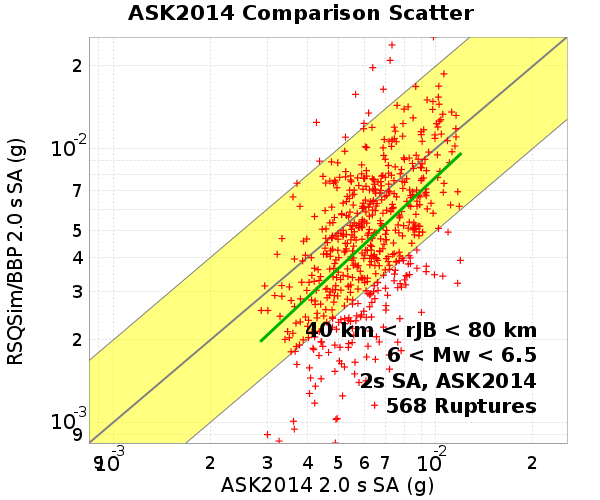 ASK2014 Comparison Scatter
RSQSim/BBP 2.0 s SA (g)
2
10-2
7
5
4
3
2
10-3
9
40 km < rJB < 80 km
6 < Mw < 6.5
2s SA, ASK2014
568 Ruptures
9 10-3 2 3 4 5 6 7 10-2 2
ASK2014 2.0 s SA (g)